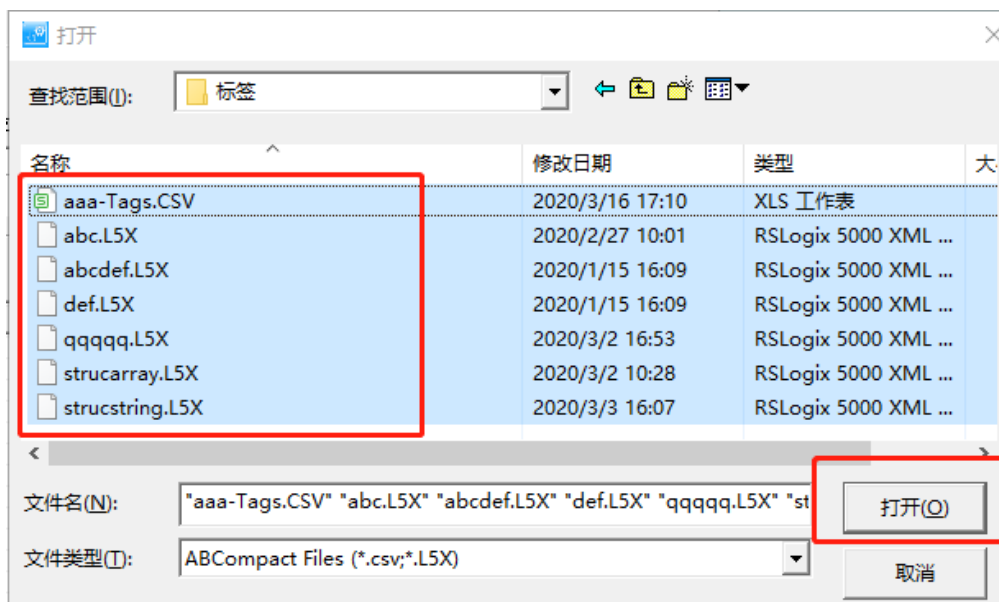 打开
查找范围(I): 标签
名称 修改日期 类型 大
aaa-Tags.CSV 2020/3/16 17:10 XLS 工作表
abc.L5X 2020/2/27 10:01 RSLogix 5000 XML ...
abcdef.L5X 2020/1/15 16:09 RSLogix 5000 XML ...
def.L5X 2020/1/15 16:09 RSLogix 5000 XML ...
qqqqq.L5X 2020/3/2 16:53 RSLogix 5000 XML ...
strucarray.L5X 2020/3/2 10:28 RSLogix 5000 XML ...
strucstring.L5X 2020/3/3 16:07 RSLogix 5000 XML ...
文件名(N): "aaa-Tags.CSV" "abc.L5X" "abcdef.L5X" "def.L5X" "qqqqq.L5X" "st 打开(O)
文件类型(T): ABCompact Files (*.csv;*.L5X) 取消